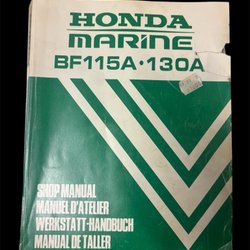 HONDA
MARINE
BF115A·130A
SHOP MANUAL
MANUEL D'ATELIER
WERKSTATT-HANDBUCH
MANUAL DE TALLER